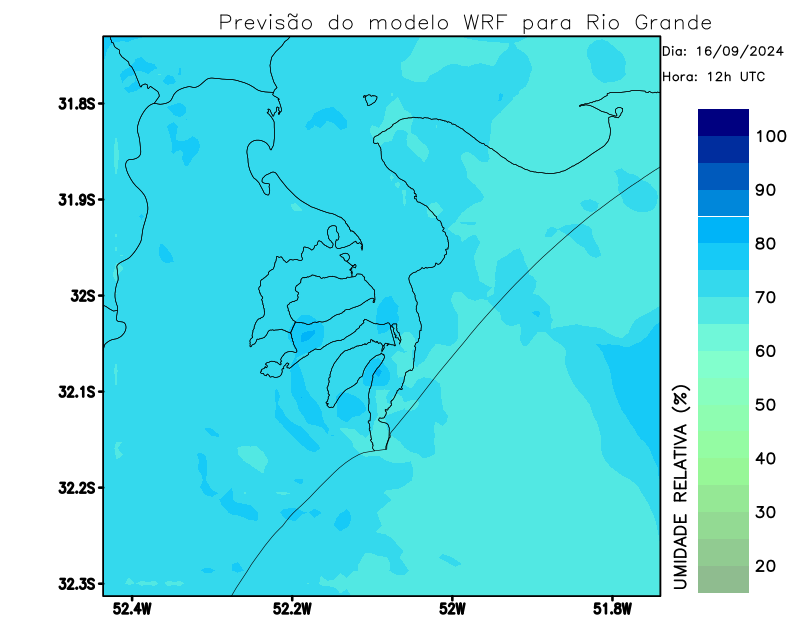 Previsão do modelo WRF para Rio Grande
Dia: 16/09/2024
Hora: 12h UTC
31.8S
31.9S
32S
32.1S
32.2S
32.3S
52.4W
52.2W
52W
51.8W
100
90
80
70
60
50
40
30
20
UMIDADE RELATIVA (%)